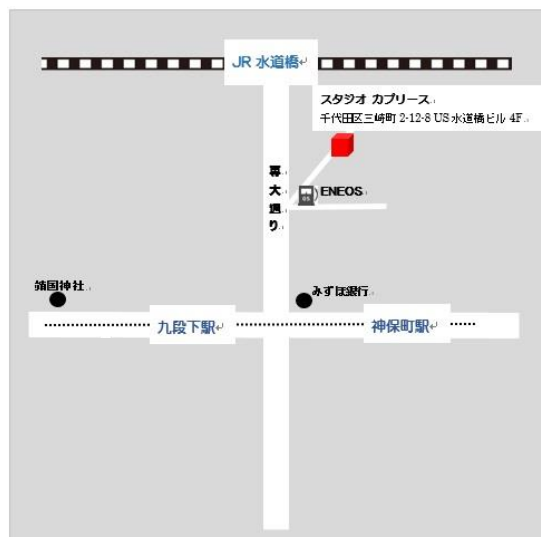 JR 水道橋
スタジオ カプリース
千代田区三崎町 2-12-8 US 水道橋ビル 4F
専大通り
ENEOS
靖国神社
みずほ銀行
九段下駅
神保町駅